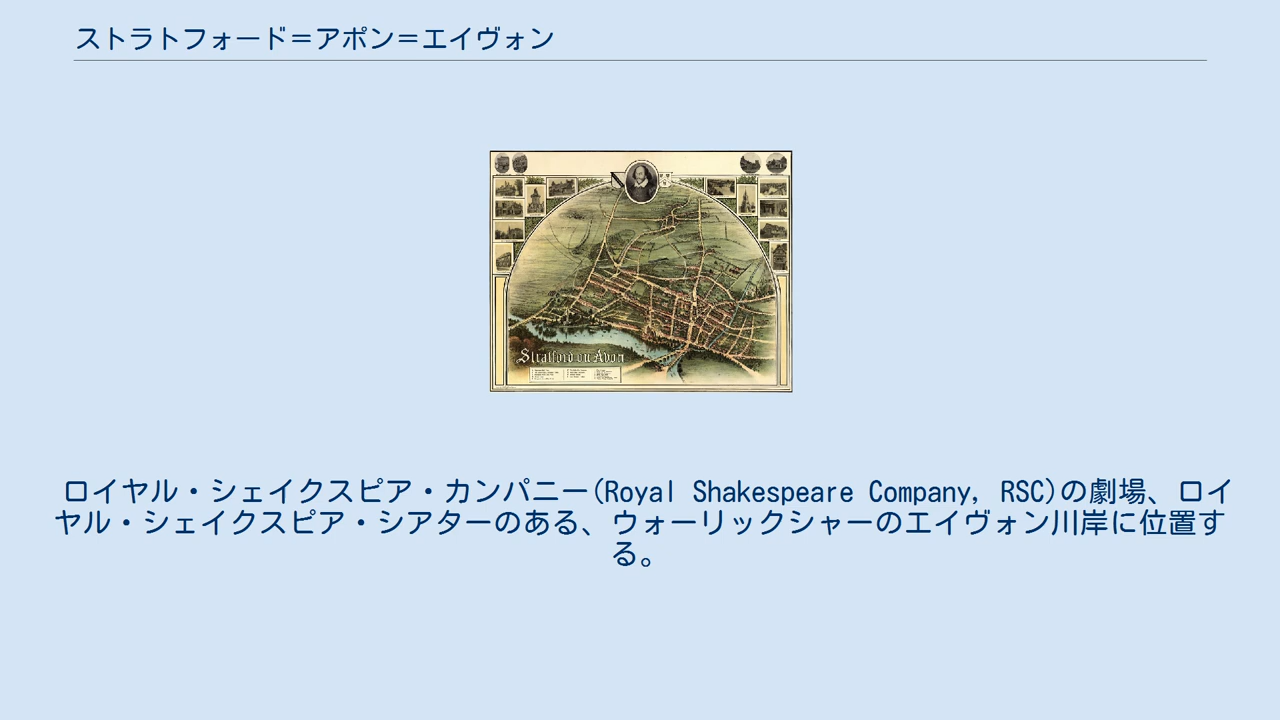 ストラトフォード＝アポン＝エイヴォン
Stratford on Avon
ロイヤル・シェイクスピア・カンパニー(Royal Shakespeare Company, RSC)の劇場、ロイ
ヤル・シェイクスピア・シアターのある、ウォーリックシャーのエイヴォン川岸に位置す
る。